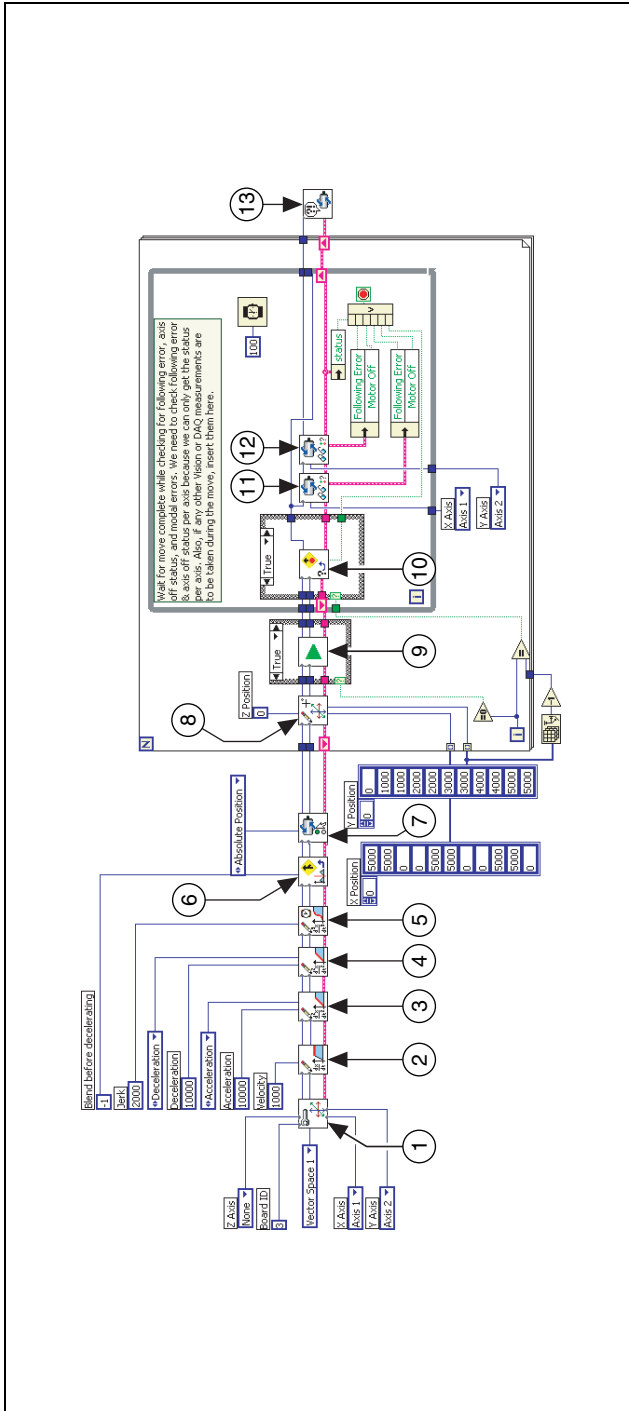 Z Axis
None
Board ID
3
Vector Space 1
X Axis
Axis 1
Y Axis
Axis 2
1
Blend before decelerating
-1
Jerk
2000
Deceleration
Deceleration
10000
Acceleration
Acceleration
10000
Velocity
1000
2
3
4
5
6
Absolute Position
7
X Position
0
5000
5000
0
0
5000
5000
0
0
5000
5000
0
Y Position
0
0
1000
1000
2000
2000
3000
3000
4000
4000
5000
5000
N
8
Z Position
0
i
=0
-1
=
True
9
Wait for move complete while checking for following error, axis
off status, and modal errors. We need to check following error
& axis off status per axis because we can only get the status
per axis. Also, if any other Vision or DAQ measurements are
to be taken during the move, insert them here.
i
True
10
11
12
X Axis
Axis 1
Y Axis
Axis 2
100
status
Following Error
Motor Off
Following Error
Motor Off
13